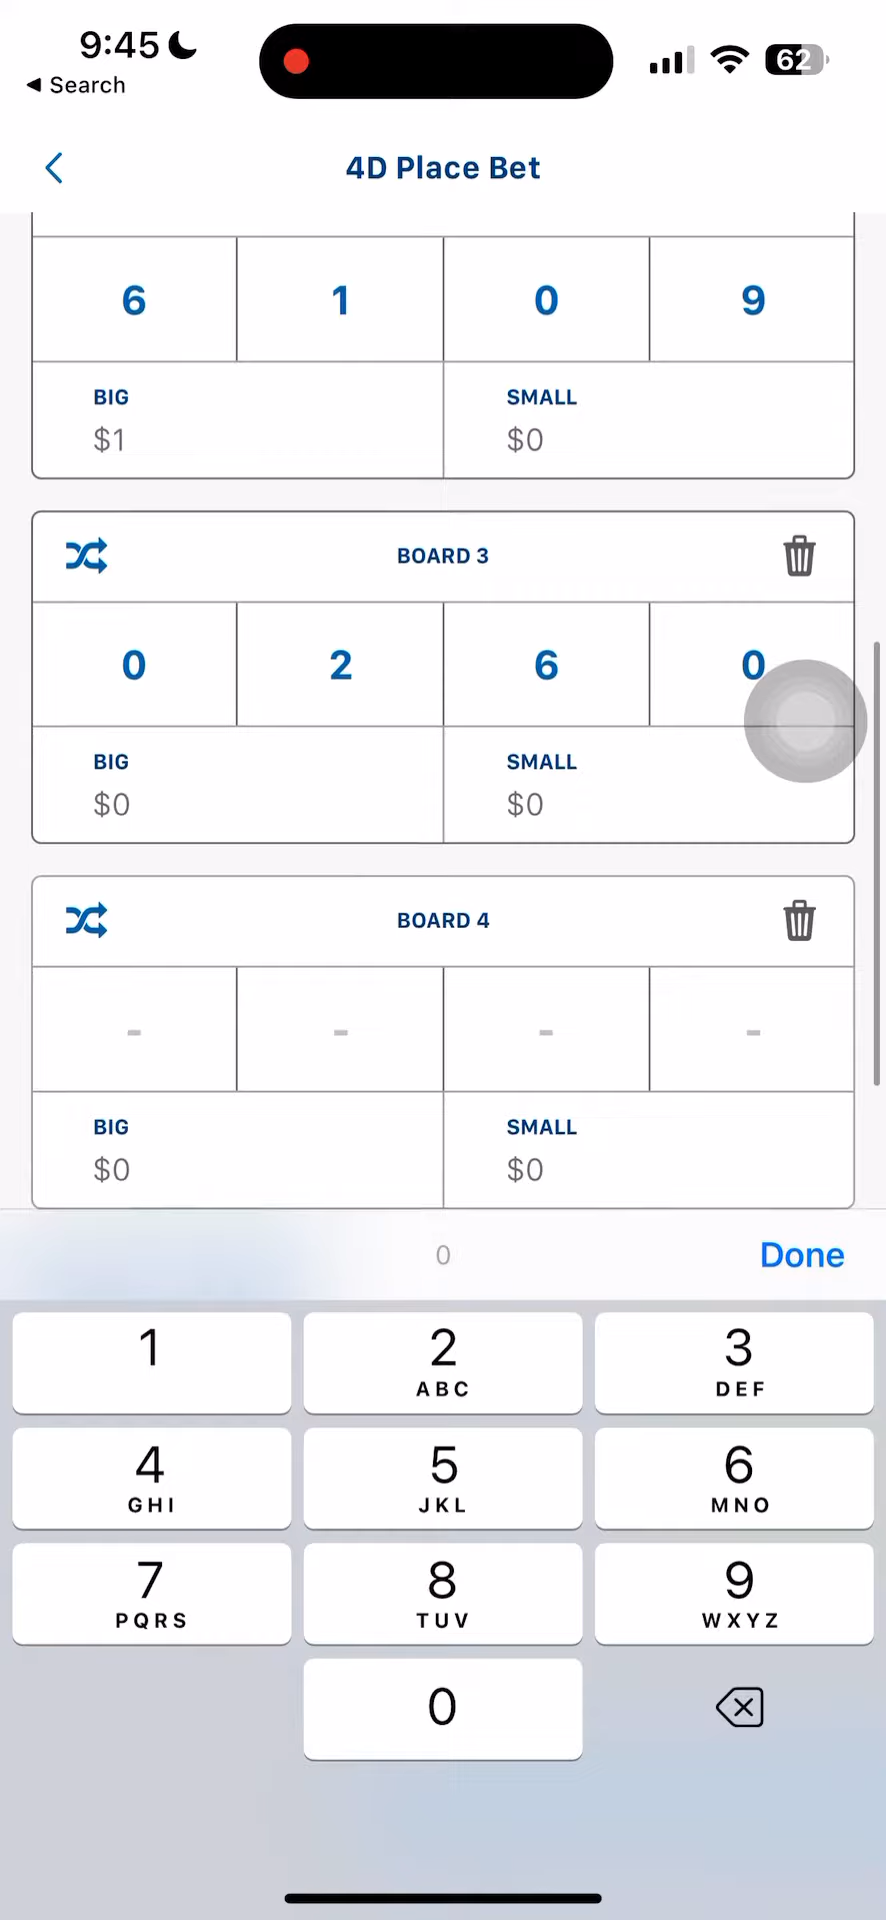 9:45
62
◀ Search
4D Place Bet
6 1 0 9
BIG SMALL
$1 $0
BOARD 3
0 2 6 0
BIG SMALL
$0 $0
BOARD 4
- - - -
BIG SMALL
$0 $0
0 Done
1 2 3
ABC DEF
4 5 6
GHI JKL MNO
7 8 9
PQRS TUV WXYZ
0